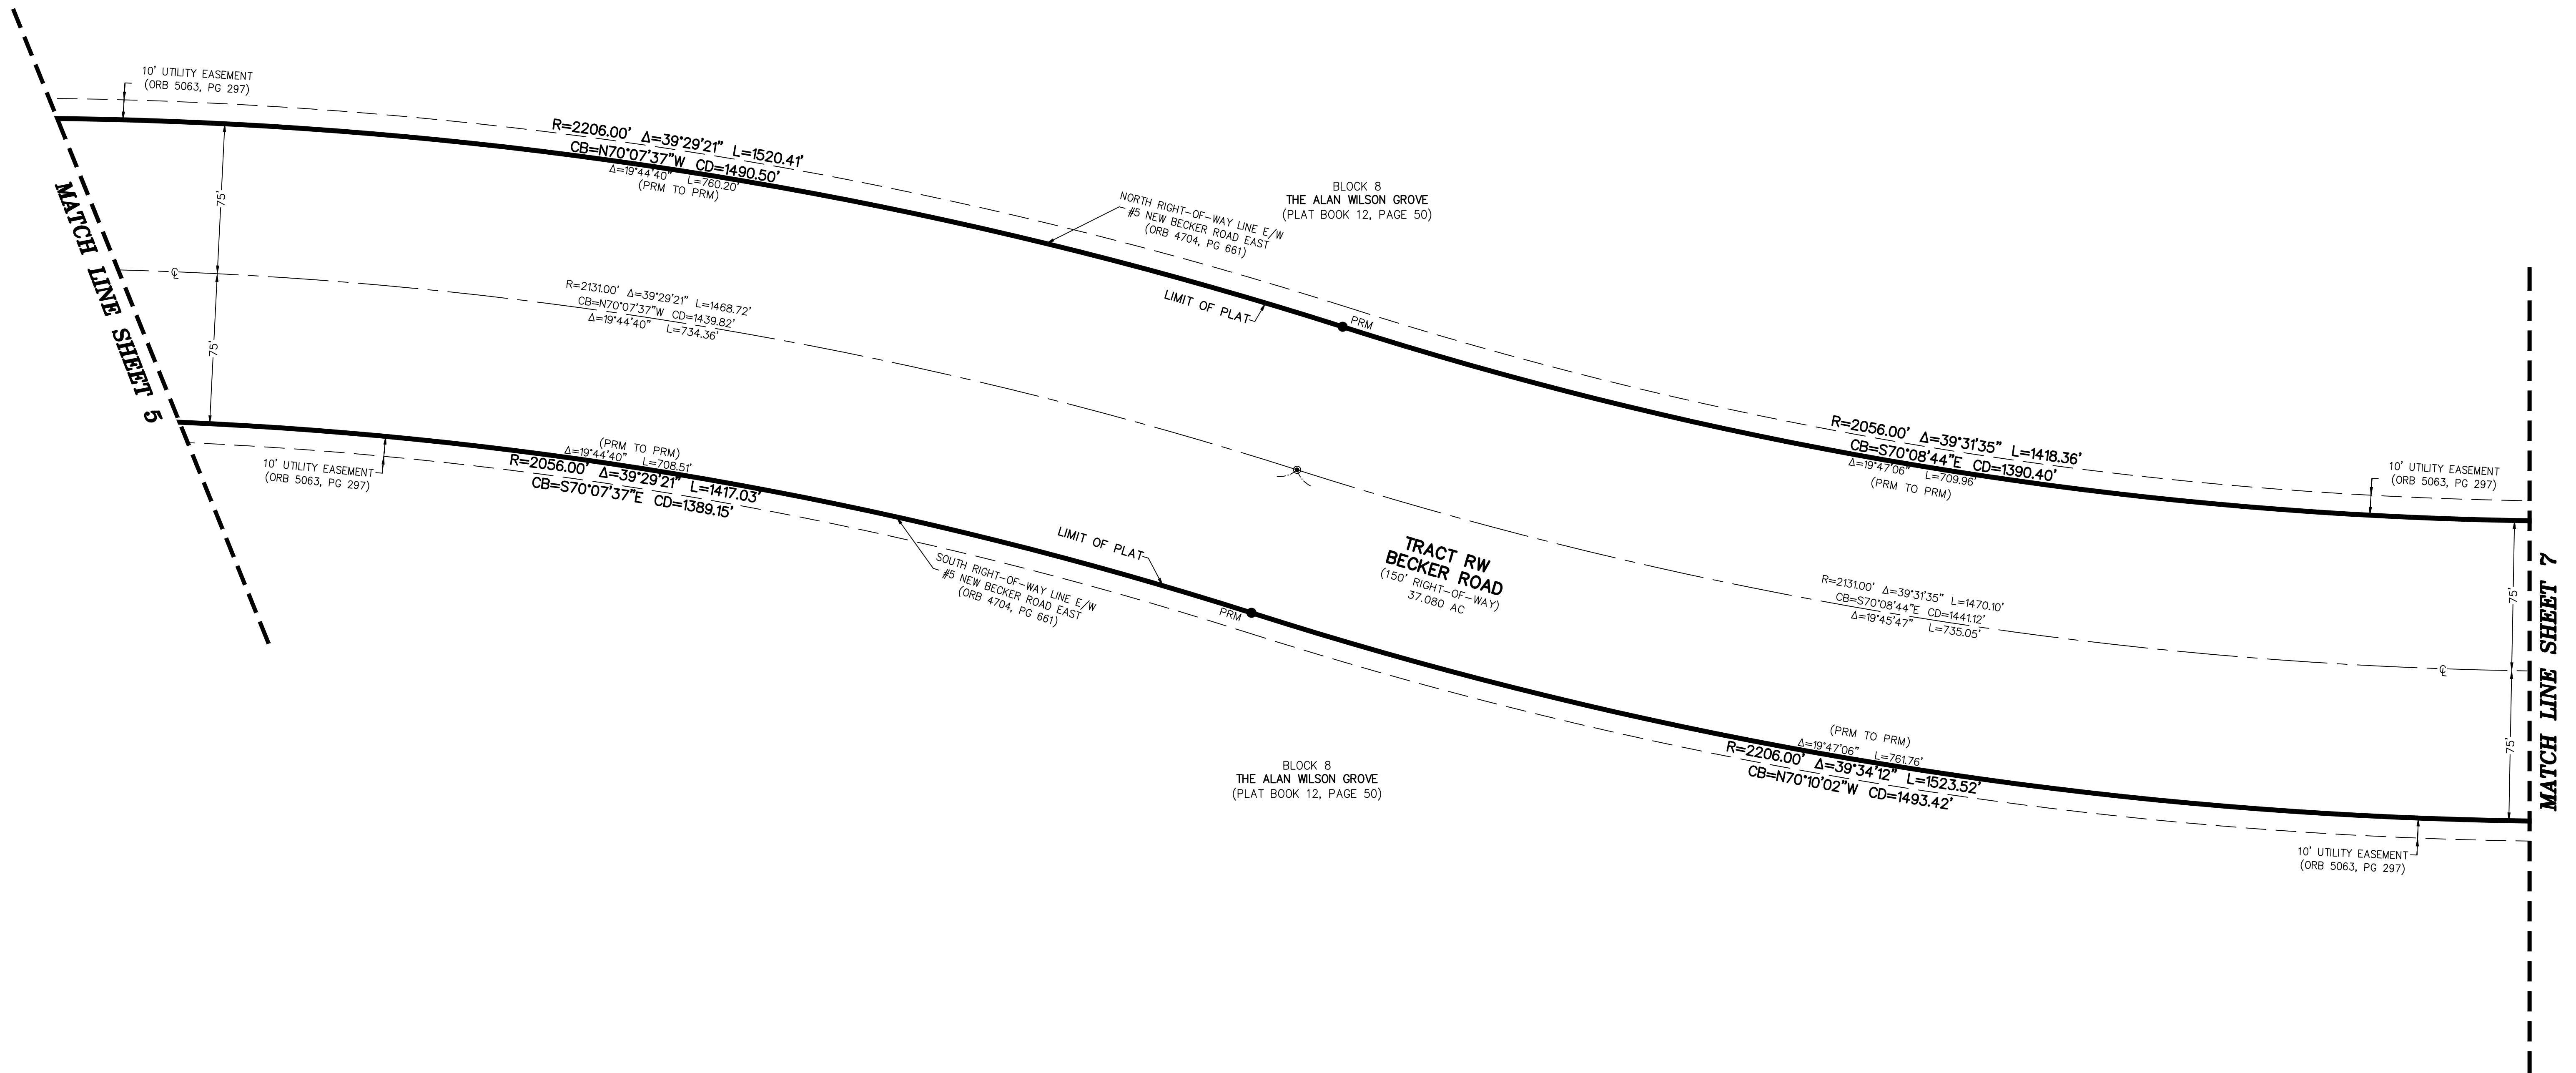 10' UTILITY EASEMENT
(ORB 5063, PG 297)
R=2206.00' Δ=39°29'21" L=1520.41'
CB=N70°07'37"W CD=1490.50'
Δ=19°44'40" L=760.20'
(PRM TO PRM)
BLOCK 8
THE ALAN WILSON GROVE
(PLAT BOOK 12, PAGE 50)
NORTH RIGHT-OF-WAY LINE E/W
#5 NEW BECKER ROAD EAST
(ORB 4704, PG 661)
LIMIT OF PLAT
PRM
75'
75'
MATCH LINE SHEET 5
℄
R=2131.00' Δ=39°29'21" L=1468.72'
CB=N70°07'37"W CD=1439.82'
Δ=19°44'40" L=734.36'
R=2056.00' Δ=39°31'35" L=1418.36'
CB=S70°08'44"E CD=1390.40'
Δ=19°47'06" L=709.96'
(PRM TO PRM)
10' UTILITY EASEMENT
(ORB 5063, PG 297)
10' UTILITY EASEMENT
(ORB 5063, PG 297)
(PRM TO PRM)
Δ=19°44'40" L=708.51'
R=2056.00' Δ=39°29'21" L=1417.03'
CB=S70°07'37"E CD=1389.15'
LIMIT OF PLAT
SOUTH RIGHT-OF-WAY LINE E/W
#5 NEW BECKER ROAD EAST
(ORB 4704, PG 661)
PRM
TRACT RW
BECKER ROAD
(150' RIGHT-OF-WAY)
37.080 AC
R=2131.00' Δ=39°31'35" L=1470.10'
CB=S70°08'44"E CD=1441.12'
Δ=19°45'47" L=735.05'
℄
75'
75'
MATCH LINE SHEET 7
(PRM TO PRM)
Δ=19°47'06" L=761.76'
R=2206.00' Δ=39°34'12" L=1523.52'
CB=N70°10'02"W CD=1493.42'
BLOCK 8
THE ALAN WILSON GROVE
(PLAT BOOK 12, PAGE 50)
10' UTILITY EASEMENT
(ORB 5063, PG 297)